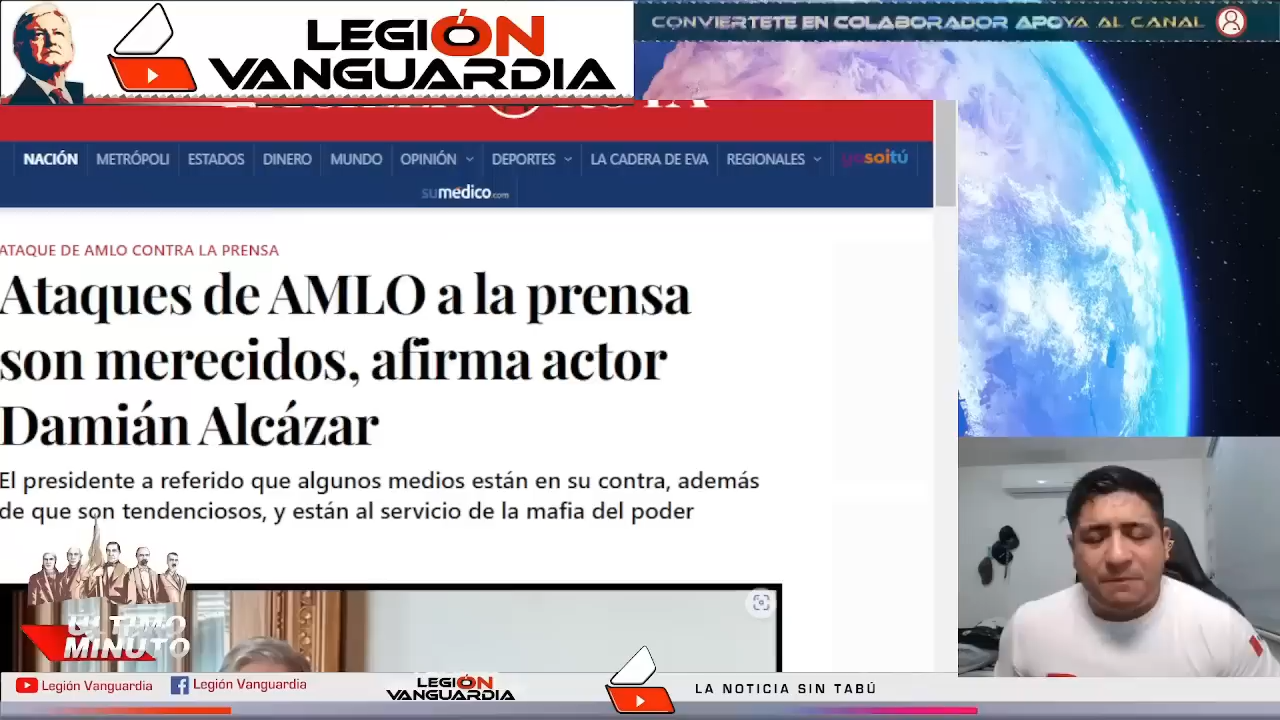 LEGIÓN
VANGUARDIA
CONVIERTETE EN COLABORADOR APOYA AL CANAL
NACIÓN METRÓPOLI ESTADOS DINERO MUNDO OPINIÓN DEPORTES LA CADERA DE EVA REGIONALES yosoitú
sumédico.com
ATAQUE DE AMLO CONTRA LA PRENSA
Ataques de AMLO a la prensa
son merecidos, afirma actor
Damián Alcázar
El presidente a referido que algunos medios están en su contra, además
de que son tendenciosos, y están al servicio de la mafia del poder
ÚLTIMO
MINUTO
Legión Vanguardia Legión Vanguardia
LEGIÓN
VANGUARDIA
LA NOTICIA SIN TABÚ